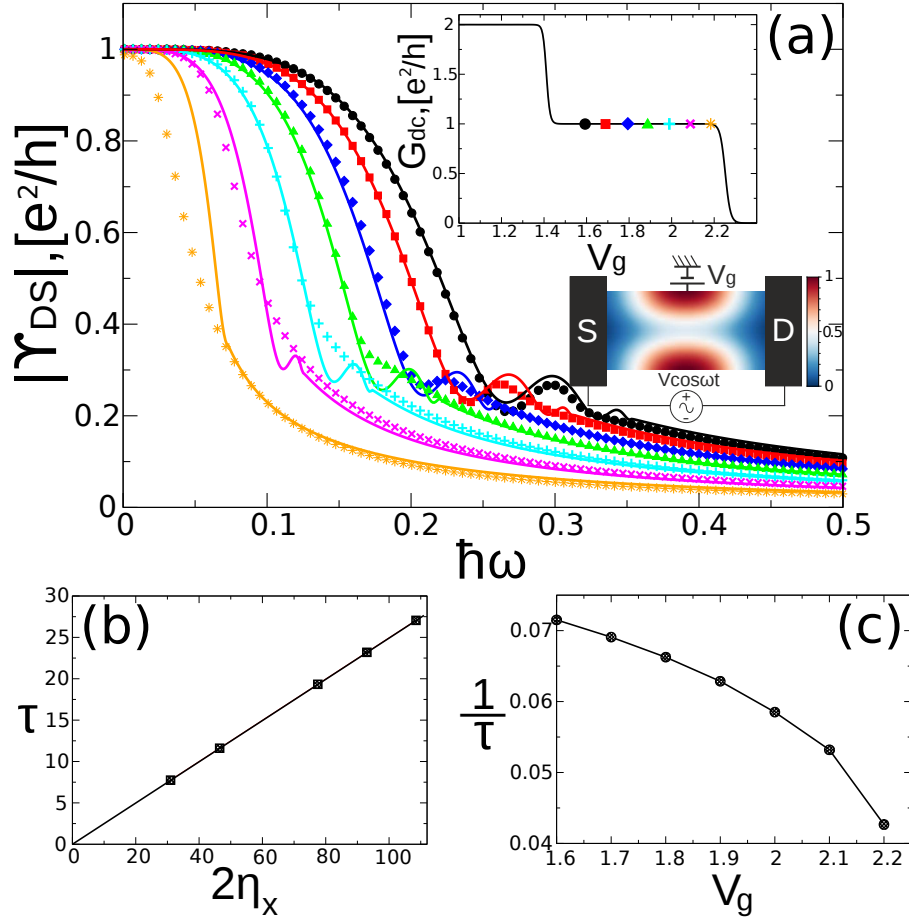 (a)
|ϒDS|,[e²/h]
1
0.8
0.6
0.4
0.2
0
0 0.1 0.2 0.3 0.4 0.5
ħω
Gdc,[e²/h]
2
1.5
1
0.5
0
1 1.2 1.4 1.6 1.8 2.0 2.2
Vg
Vg
S
D
1
0.5
0
Vcosωt
+
(b)
τ
30
25
20
15
10
5
0
0 20 40 60 80 100
2ηx
(c)
1/τ
0.07
0.06
0.05
0.04
1.6 1.7 1.8 1.9 2 2.1 2.2
Vg